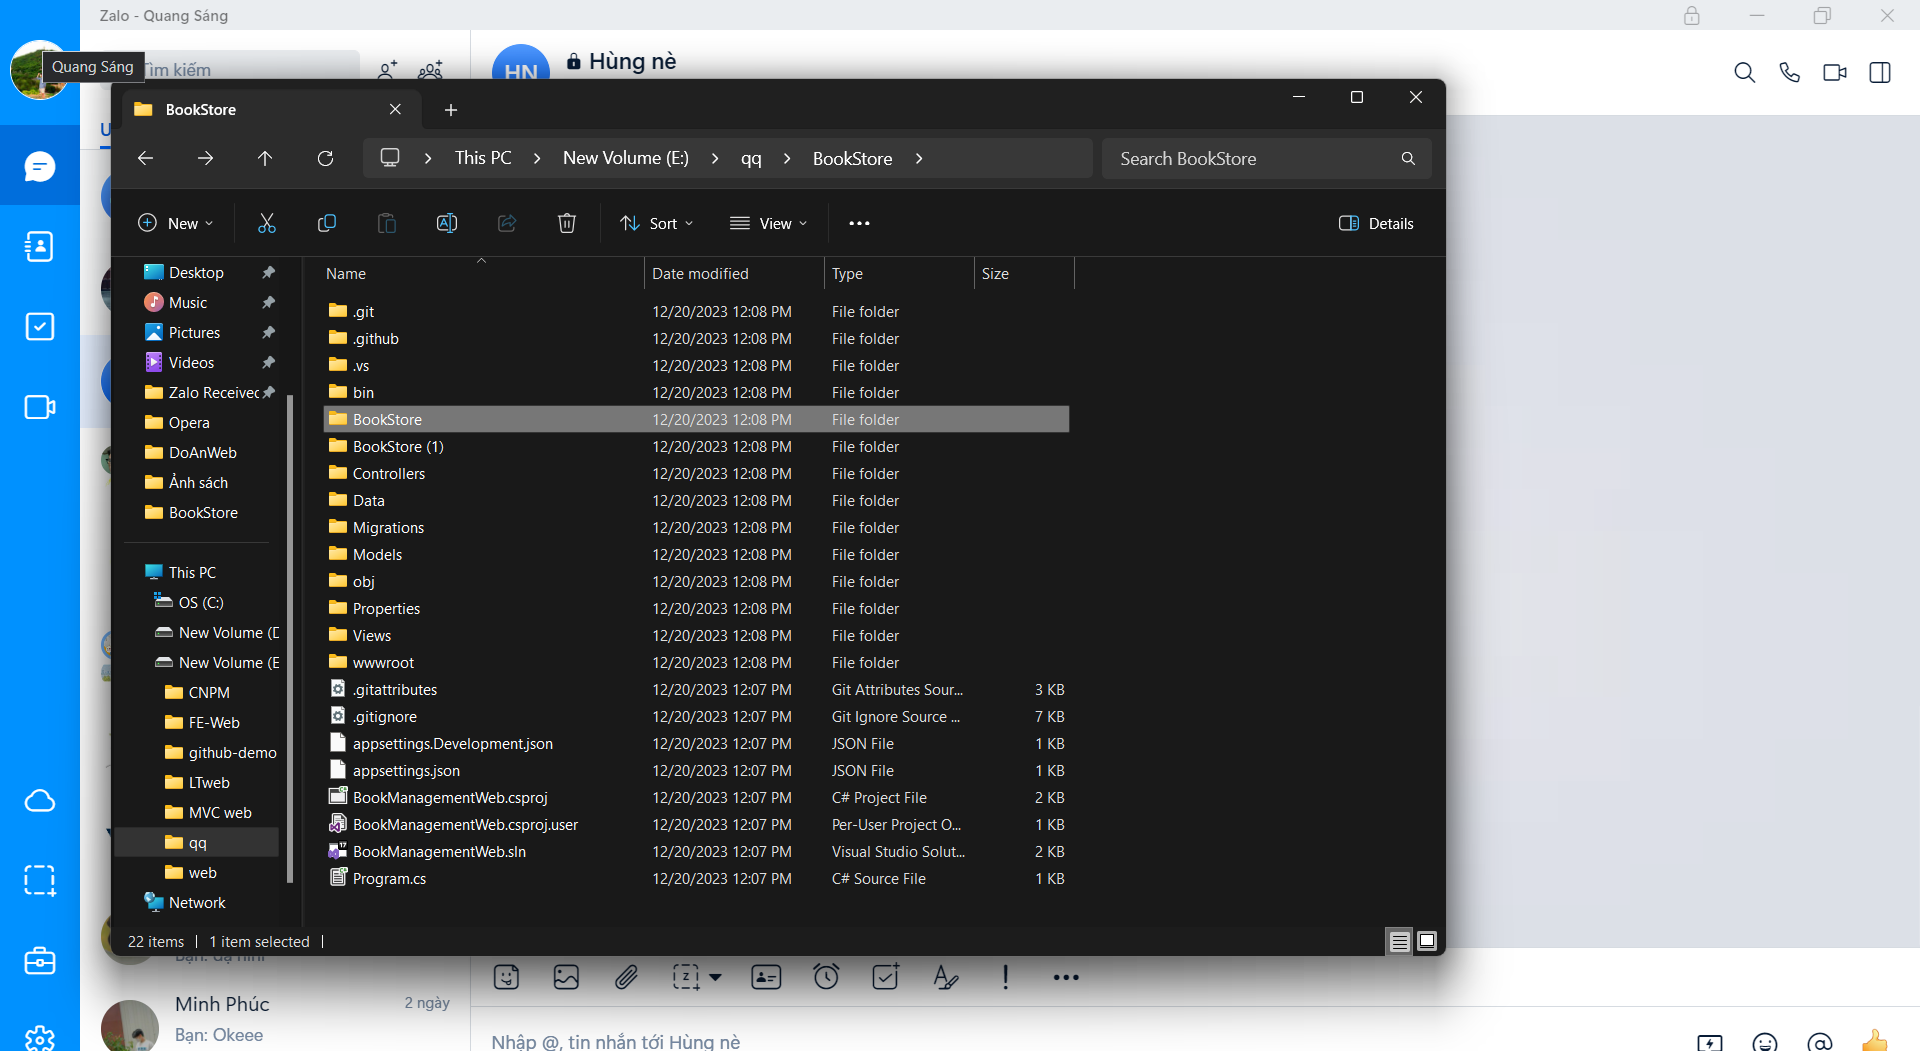 Zalo - Quang Sáng
Quang Sáng
Tìm kiếm
HN
Hùng nè
BookStore
This PC
New Volume (E:)
qq
BookStore
Search BookStore
New
Sort
View
Details
Desktop
Music
Pictures
Videos
Zalo Received
Opera
DoAnWeb
Ảnh sách
BookStore
This PC
OS (C:)
New Volume (D
New Volume (E
CNPM
FE-Web
github-demo
LTweb
MVC web
qq
web
Network
Name Date modified Type Size
.git 12/20/2023 12:08 PM File folder
.github 12/20/2023 12:08 PM File folder
.vs 12/20/2023 12:08 PM File folder
bin 12/20/2023 12:08 PM File folder
BookStore 12/20/2023 12:08 PM File folder
BookStore (1) 12/20/2023 12:08 PM File folder
Controllers 12/20/2023 12:08 PM File folder
Data 12/20/2023 12:08 PM File folder
Migrations 12/20/2023 12:08 PM File folder
Models 12/20/2023 12:08 PM File folder
obj 12/20/2023 12:08 PM File folder
Properties 12/20/2023 12:08 PM File folder
Views 12/20/2023 12:08 PM File folder
wwwroot 12/20/2023 12:08 PM File folder
.gitattributes 12/20/2023 12:07 PM Git Attributes Sour... 3 KB
.gitignore 12/20/2023 12:07 PM Git Ignore Source ... 7 KB
appsettings.Development.json 12/20/2023 12:07 PM JSON File 1 KB
appsettings.json 12/20/2023 12:07 PM JSON File 1 KB
BookManagementWeb.csproj 12/20/2023 12:07 PM C# Project File 2 KB
BookManagementWeb.csproj.user 12/20/2023 12:07 PM Per-User Project O... 1 KB
BookManagementWeb.sln 12/20/2023 12:07 PM Visual Studio Solut... 2 KB
Program.cs 12/20/2023 12:07 PM C# Source File 1 KB
22 items
1 item selected
Minh Phúc 2 ngày
Bạn: Okeee
Nhập @, tin nhắn tới Hùng nè